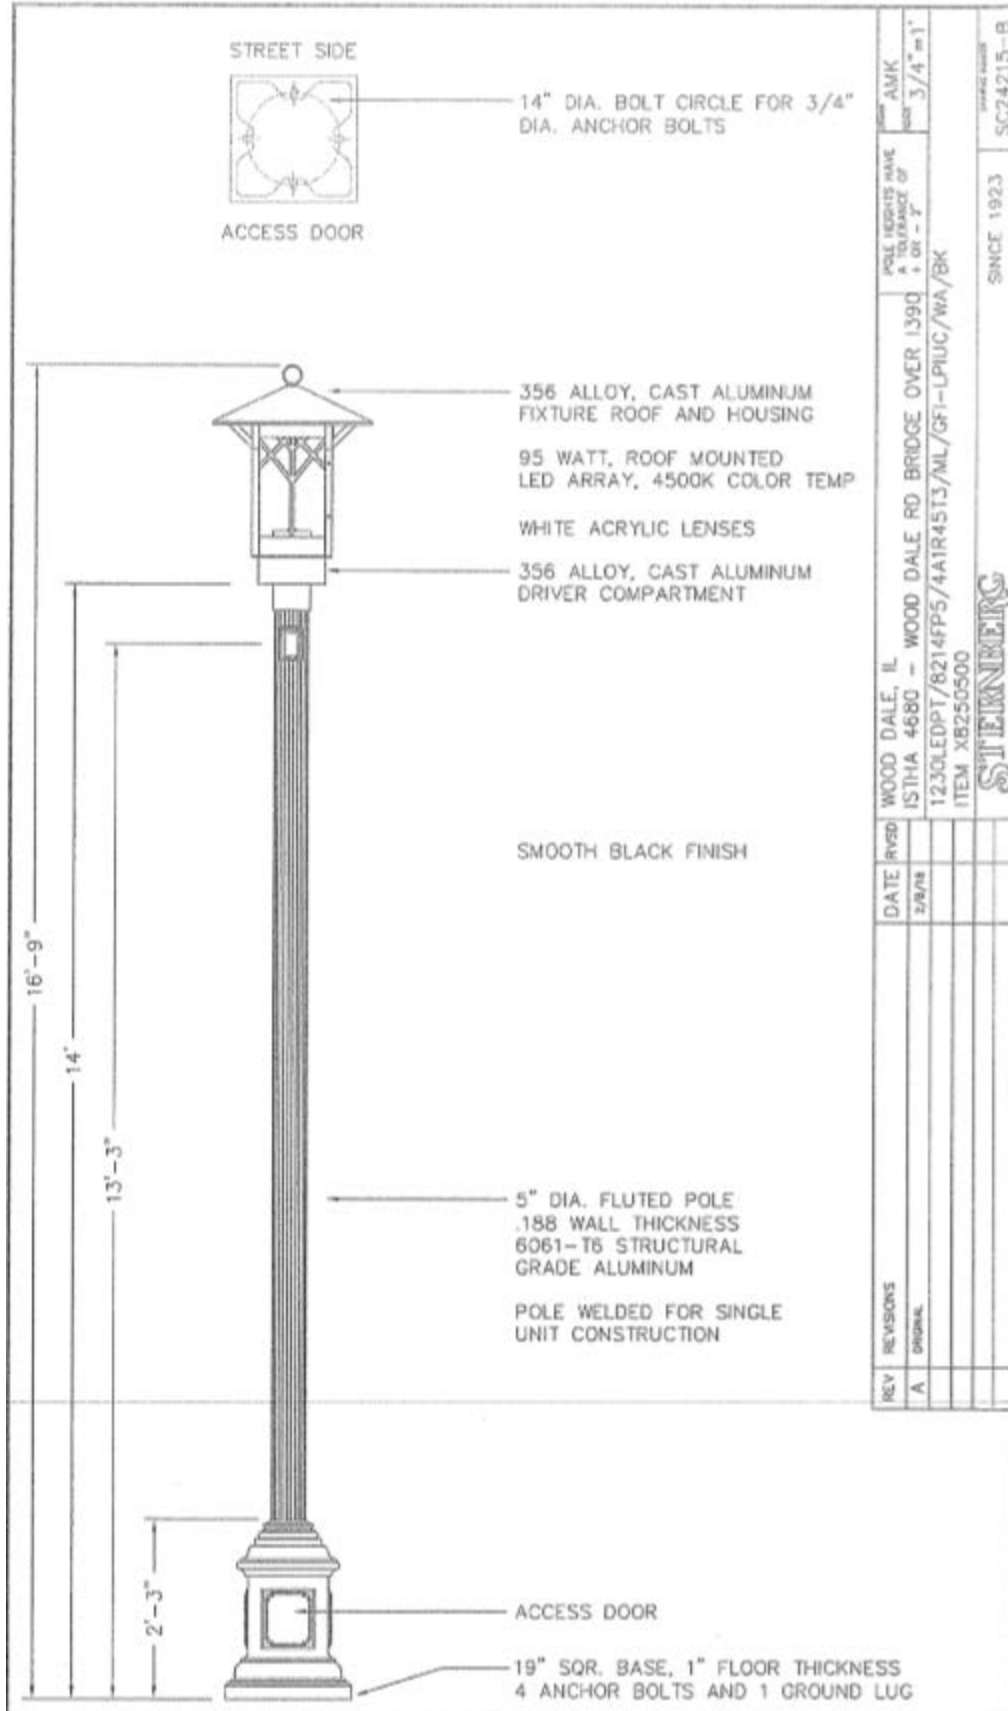 STREET SIDE
14" DIA. BOLT CIRCLE FOR 3/4"
DIA. ANCHOR BOLTS
ACCESS DOOR
356 ALLOY, CAST ALUMINUM
FIXTURE ROOF AND HOUSING
95 WATT, ROOF MOUNTED
LED ARRAY, 4500K COLOR TEMP
WHITE ACRYLIC LENSES
356 ALLOY, CAST ALUMINUM
DRIVER COMPARTMENT
SMOOTH BLACK FINISH
16'-9"
14'
13'-3"
5" DIA. FLUTED POLE
.188 WALL THICKNESS
6061-T6 STRUCTURAL
GRADE ALUMINUM
POLE WELDED FOR SINGLE
UNIT CONSTRUCTION
2'-3"
ACCESS DOOR
19" SQR. BASE, 1" FLOOR THICKNESS
4 ANCHOR BOLTS AND 1 GROUND LUG
REV REVISIONS DATE RVSD
A ORIGINAL 2/8/18
WOOD DALE, IL
ISTHA 4680 - WOOD DALE RD BRIDGE OVER I390
1230LEDPT/8214FP5/4A1R45T3/ML/GFI-LPIUC/WA/BK
ITEM X8250500
POLE HEIGHTS HAVE
A TOLERANCE OF
+ OR - 2"
AMK
3/4"=1'
STERNBERG
SINCE 1923
SC24215-B